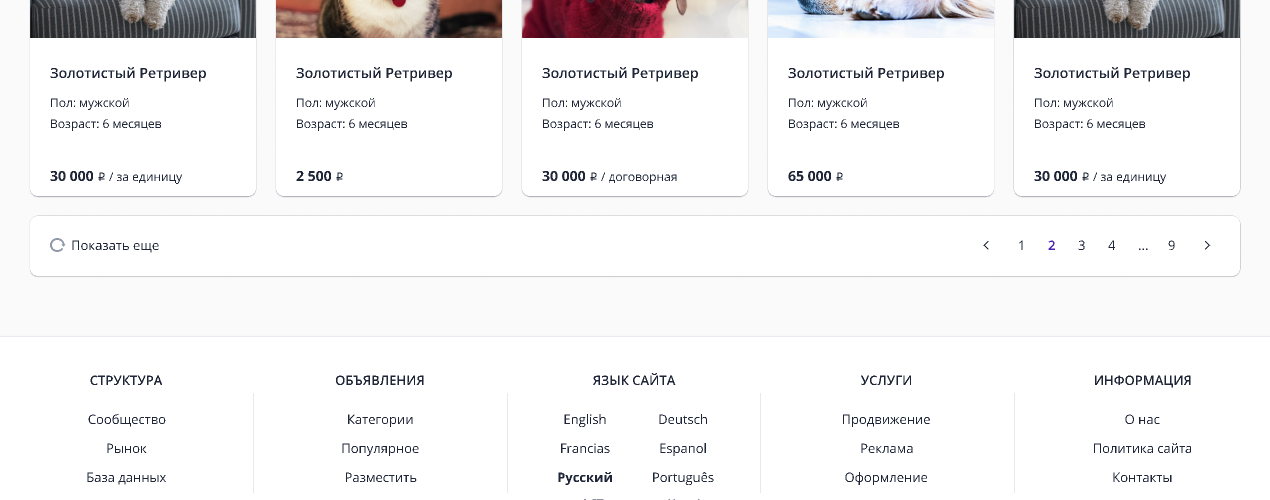 Золотистый Ретривер Золотистый Ретривер Золотистый Ретривер Золотистый Ретривер Золотистый Ретривер
Пол: мужской Пол: мужской Пол: мужской Пол: мужской Пол: мужской
Возраст: 6 месяцев Возраст: 6 месяцев Возраст: 6 месяцев Возраст: 6 месяцев Возраст: 6 месяцев
30 000 ₽ / за единицу 2 500 ₽ 30 000 ₽ / договорная 65 000 ₽ 30 000 ₽ / за единицу
Показать еще 1 2 3 4 ... 9
СТРУКТУРА ОБЪЯВЛЕНИЯ ЯЗЫК САЙТА УСЛУГИ ИНФОРМАЦИЯ
Сообщество Категории English Deutsch Продвижение О нас
Рынок Популярное Francias Espanol Реклама Политика сайта
База данных Разместить Русский Português Оформление Контакты